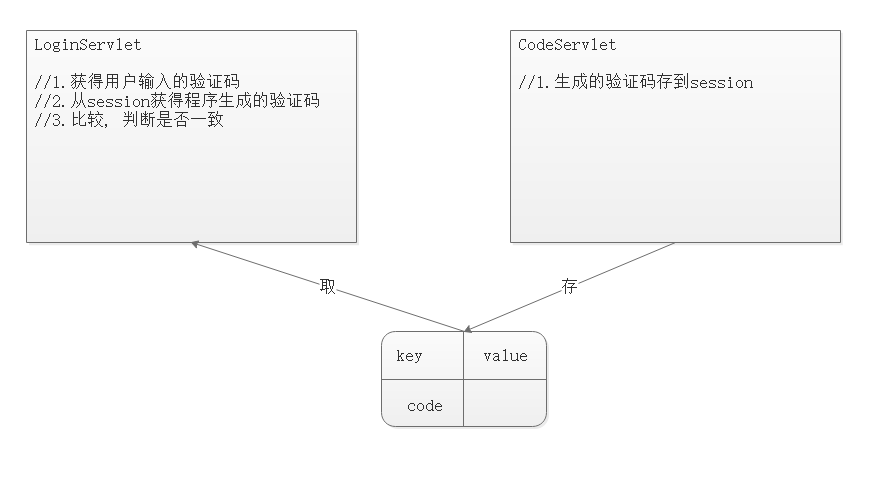 LoginServlet
//1.获得用户输入的验证码
//2.从session获得程序生成的验证码
//3.比较, 判断是否一致
CodeServlet
//1.生成的验证码存到session
取
存
key value
code